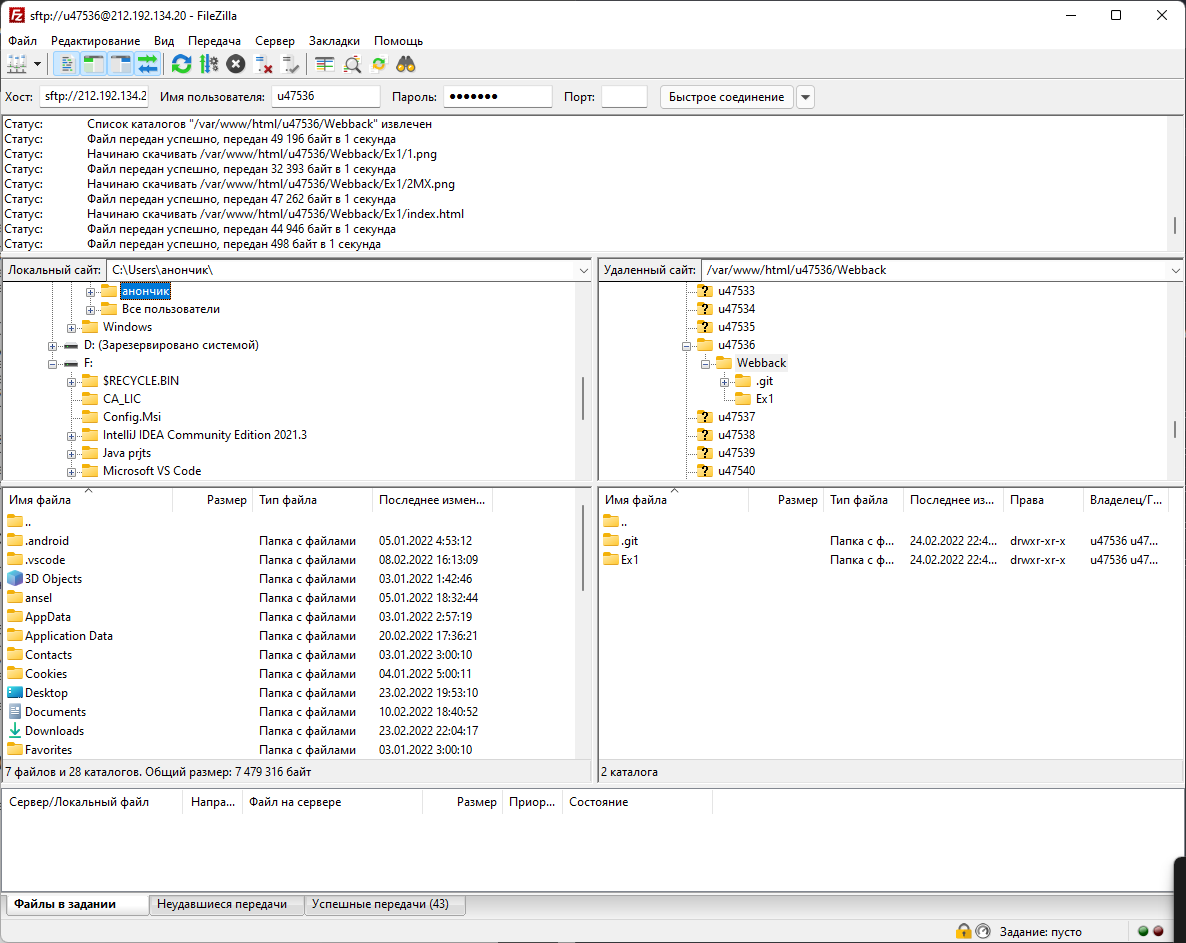 sftp://u47536@212.192.134.20 - FileZilla
Файл Редактирование Вид Передача Сервер Закладки Помощь
Хост: sftp://212.192.134.2 Имя пользователя: u47536 Пароль: ●●●●●●● Порт: Быстрое соединение
Статус: Список каталогов "/var/www/html/u47536/Webback" извлечен
Статус: Файл передан успешно, передан 49 196 байт в 1 секунда
Статус: Начинаю скачивать /var/www/html/u47536/Webback/Ex1/1.png
Статус: Файл передан успешно, передан 32 393 байт в 1 секунда
Статус: Начинаю скачивать /var/www/html/u47536/Webback/Ex1/2MX.png
Статус: Файл передан успешно, передан 47 262 байт в 1 секунда
Статус: Начинаю скачивать /var/www/html/u47536/Webback/Ex1/index.html
Статус: Файл передан успешно, передан 44 946 байт в 1 секунда
Статус: Файл передан успешно, передан 498 байт в 1 секунда
Локальный сайт: C:\Users\анончик\
анончик
Все пользователи
Windows
D: (Зарезервировано системой)
F:
$RECYCLE.BIN
CA_LIC
Config.Msi
IntelliJ IDEA Community Edition 2021.3
Java prjts
Microsoft VS Code
Удаленный сайт: /var/www/html/u47536/Webback
u47533
u47534
u47535
u47536
Webback
.git
Ex1
u47537
u47538
u47539
u47540
Имя файла Размер Тип файла Последнее измен...
..
.android Папка с файлами 05.01.2022 4:53:12
.vscode Папка с файлами 08.02.2022 16:13:09
3D Objects Папка с файлами 03.01.2022 1:42:46
ansel Папка с файлами 05.01.2022 18:32:44
AppData Папка с файлами 03.01.2022 2:57:19
Application Data Папка с файлами 20.02.2022 17:36:21
Contacts Папка с файлами 03.01.2022 3:00:10
Cookies Папка с файлами 04.01.2022 5:00:11
Desktop Папка с файлами 23.02.2022 19:53:10
Documents Папка с файлами 10.02.2022 18:40:52
Downloads Папка с файлами 23.02.2022 22:04:17
Favorites Папка с файлами 03.01.2022 3:00:10
7 файлов и 28 каталогов. Общий размер: 7 479 316 байт
Имя файла Размер Тип файла Последнее из... Права Владелец/Г...
..
.git Папка с ф... 24.02.2022 22:4... drwxr-xr-x u47536 u47...
Ex1 Папка с ф... 24.02.2022 22:4... drwxr-xr-x u47536 u47...
2 каталога
Сервер/Локальный файл Напра... Файл на сервере Размер Приор... Состояние
Файлы в задании Неудавшиеся передачи Успешные передачи (43)
Задание: пусто